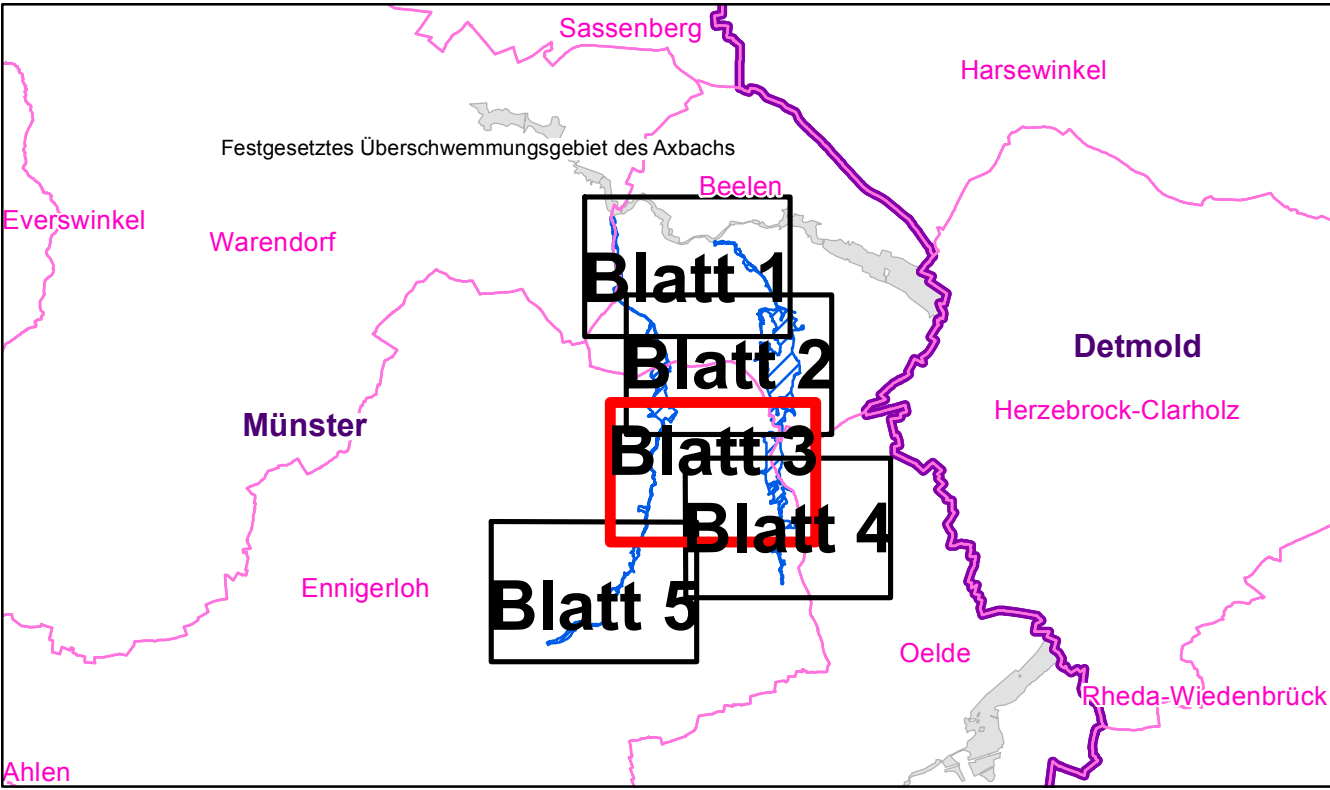 Sassenberg
Harsewinkel
Festgesetztes Überschwemmungsgebiet des Axbachs
Beelen
Everswinkel
Warendorf
Blatt 1
Detmold
Blatt 2
Herzebrock-Clarholz
Münster
Blatt 3
Blatt 4
Ennigerloh
Blatt 5
Oelde
Rheda-Wiedenbrück
Ahlen